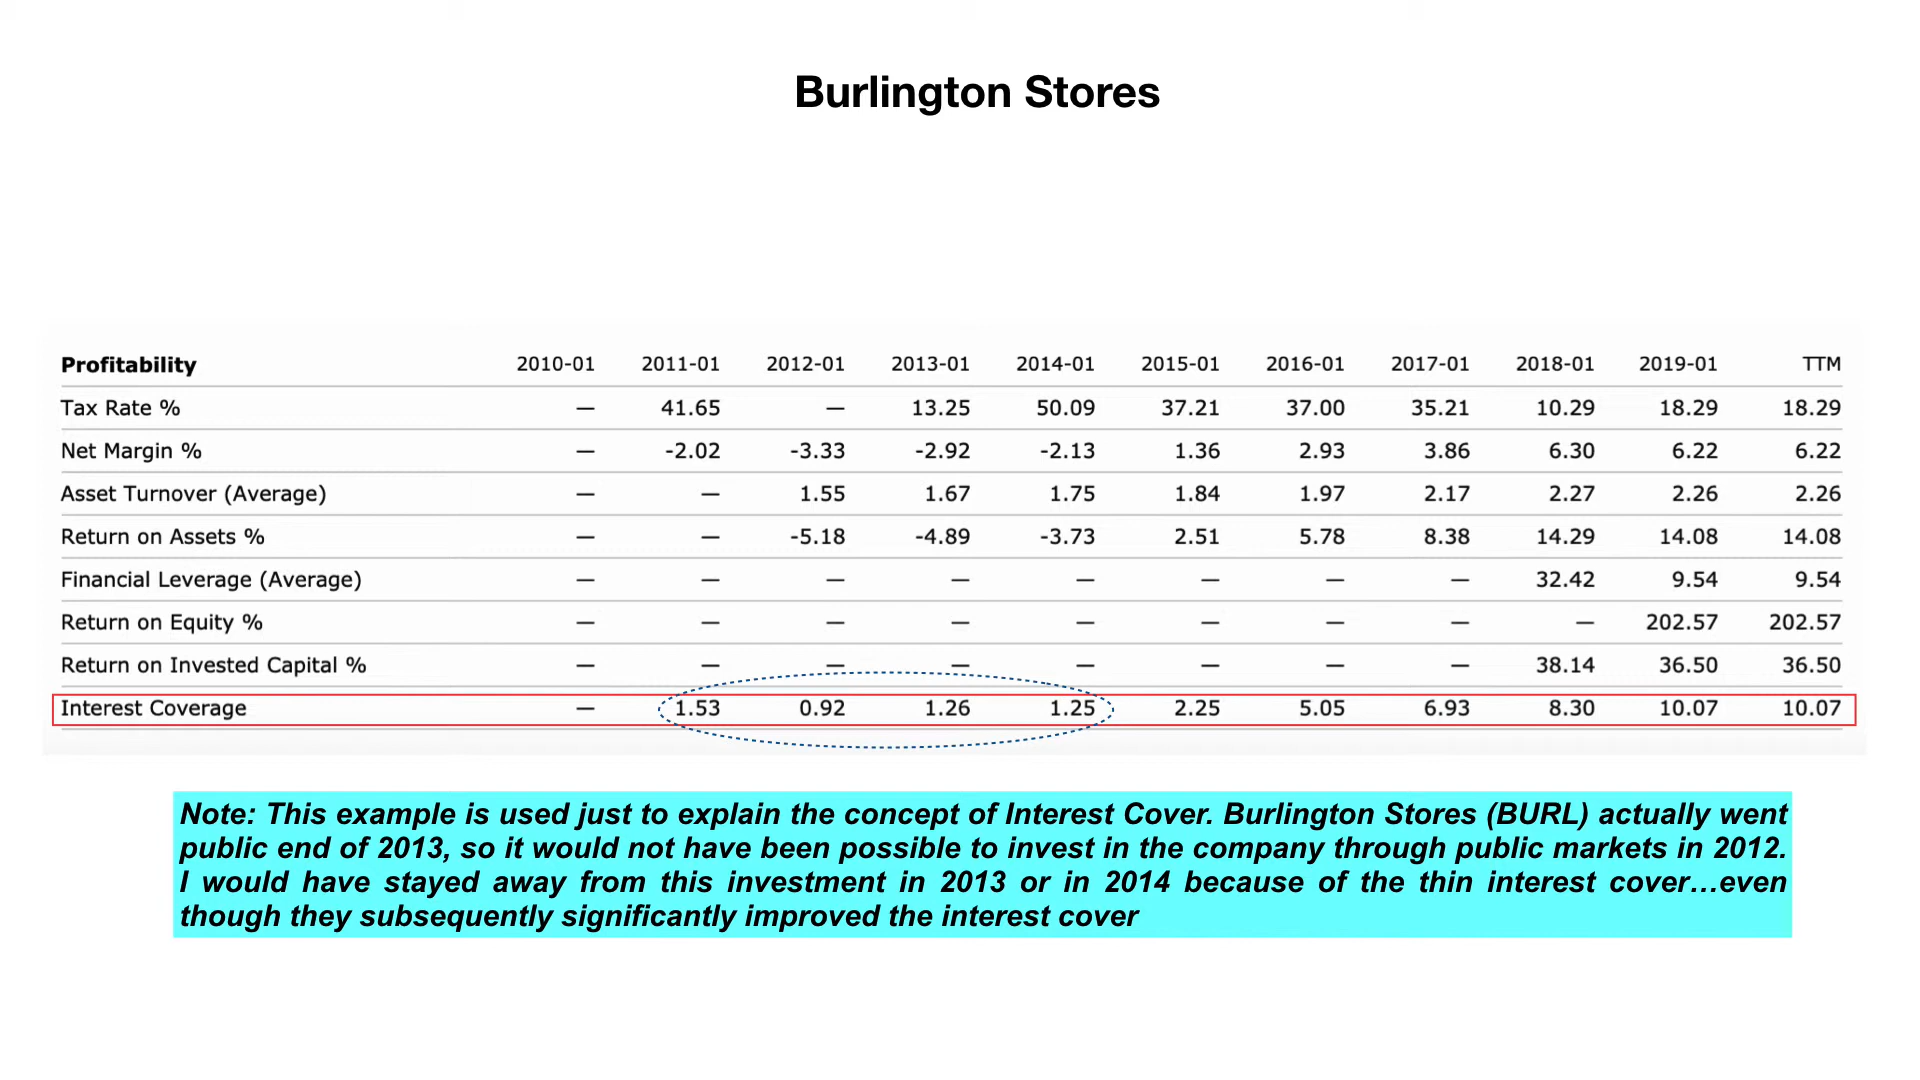 Burlington Stores
Profitability 2010-01 2011-01 2012-01 2013-01 2014-01 2015-01 2016-01 2017-01 2018-01 2019-01 TTM
Tax Rate % — 41.65 — 13.25 50.09 37.21 37.00 35.21 10.29 18.29 18.29
Net Margin % — -2.02 -3.33 -2.92 -2.13 1.36 2.93 3.86 6.30 6.22 6.22
Asset Turnover (Average) — — 1.55 1.67 1.75 1.84 1.97 2.17 2.27 2.26 2.26
Return on Assets % — — -5.18 -4.89 -3.73 2.51 5.78 8.38 14.29 14.08 14.08
Financial Leverage (Average) — — — — — — — — 32.42 9.54 9.54
Return on Equity % — — — — — — — — — 202.57 202.57
Return on Invested Capital % — — — — — — — — 38.14 36.50 36.50
Interest Coverage — 1.53 0.92 1.26 1.25 2.25 5.05 6.93 8.30 10.07 10.07
Note: This example is used just to explain the concept of Interest Cover. Burlington Stores (BURL) actually went
public end of 2013, so it would not have been possible to invest in the company through public markets in 2012.
I would have stayed away from this investment in 2013 or in 2014 because of the thin interest cover…even
though they subsequently significantly improved the interest cover